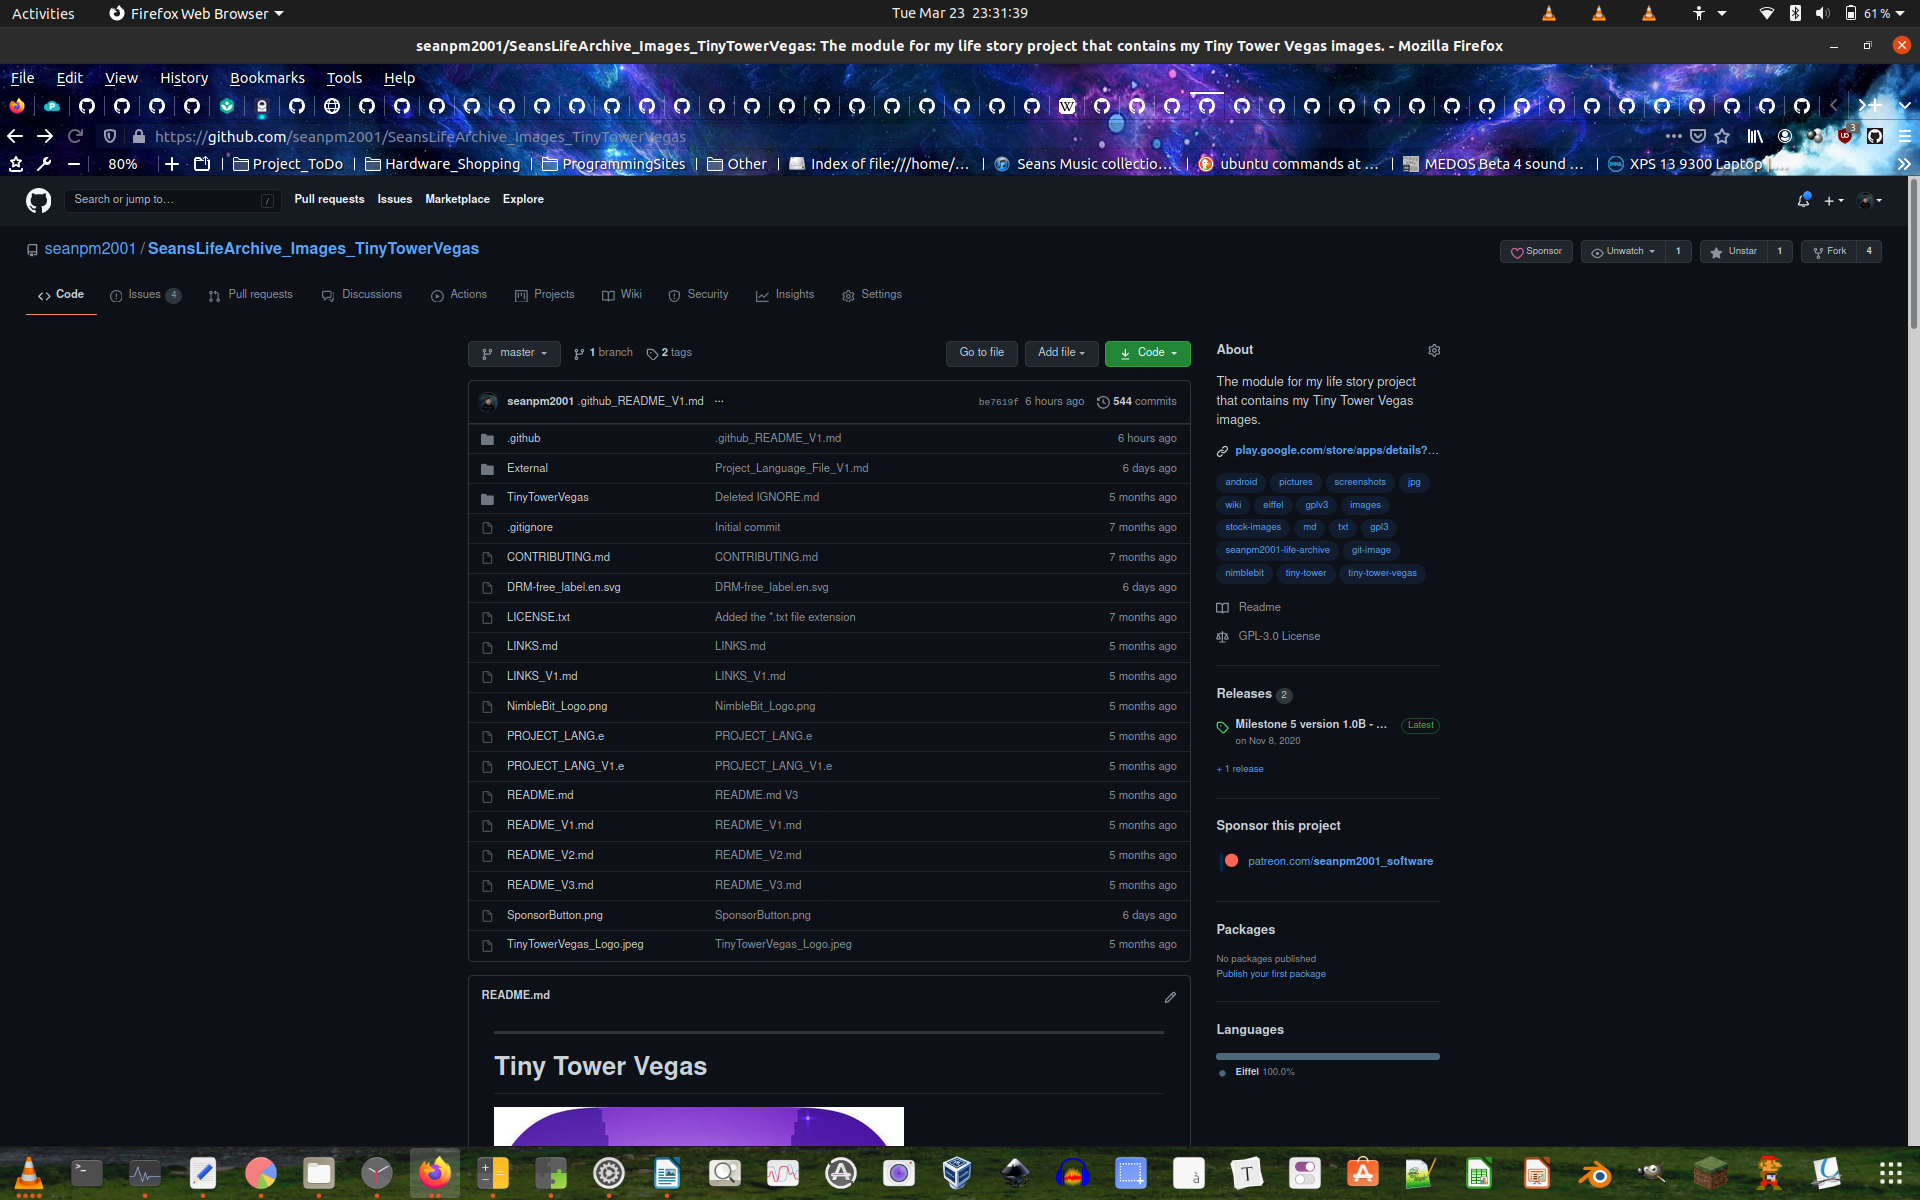 Activities Firefox Web Browser Tue Mar 23 23:31:39 61 %
seanpm2001/SeansLifeArchive_Images_TinyTowerVegas: The module for my life story project that contains my Tiny Tower Vegas images. - Mozilla Firefox
File Edit View History Bookmarks Tools Help
https://github.com/seanpm2001/SeansLifeArchive_Images_TinyTowerVegas 3
80% Project_ToDo Hardware_Shopping ProgrammingSites Other Index of file:///home/... Seans Music collectio... ubuntu commands at ... MEDOS Beta 4 sound ... XPS 13 9300 Laptop
Search or jump to... / Pull requests Issues Marketplace Explore
seanpm2001 / SeansLifeArchive_Images_TinyTowerVegas Sponsor Unwatch 1 Unstar 1 Fork 4
Code Issues 4 Pull requests Discussions Actions Projects Wiki Security Insights Settings
master 1 branch 2 tags Go to file Add file Code
seanpm2001 .github_README_V1.md ... be7619f 6 hours ago 544 commits
.github .github_README_V1.md 6 hours ago
External Project_Language_File_V1.md 6 days ago
TinyTowerVegas Deleted IGNORE.md 5 months ago
.gitignore Initial commit 7 months ago
CONTRIBUTING.md CONTRIBUTING.md 7 months ago
DRM-free_label.en.svg DRM-free_label.en.svg 6 days ago
LICENSE.txt Added the *.txt file extension 7 months ago
LINKS.md LINKS.md 5 months ago
LINKS_V1.md LINKS_V1.md 5 months ago
NimbleBit_Logo.png NimbleBit_Logo.png 5 months ago
PROJECT_LANG.e PROJECT_LANG.e 5 months ago
PROJECT_LANG_V1.e PROJECT_LANG_V1.e 5 months ago
README.md README.md V3 5 months ago
README_V1.md README_V1.md 5 months ago
README_V2.md README_V2.md 5 months ago
README_V3.md README_V3.md 5 months ago
SponsorButton.png SponsorButton.png 6 days ago
TinyTowerVegas_Logo.jpeg TinyTowerVegas_Logo.jpeg 5 months ago
README.md
Tiny Tower Vegas
About
The module for my life story project
that contains my Tiny Tower Vegas
images.
play.google.com/store/apps/details?...
android pictures screenshots jpg
wiki eiffel gplv3 images
stock-images md txt gpl3
seanpm2001-life-archive git-image
nimblebit tiny-tower tiny-tower-vegas
Readme
GPL-3.0 License
Releases 2
Milestone 5 version 1.0B - ... Latest
on Nov 8, 2020
+ 1 release
Sponsor this project
patreon.com/seanpm2001_software
Packages
No packages published
Publish your first package
Languages
Eiffel 100.0%